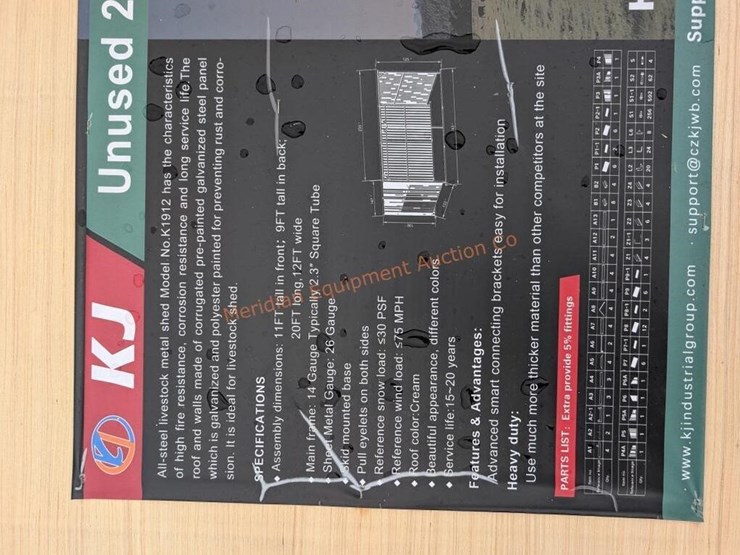 KJ
Unused 2
All-steel livestock metal shed Model No.K1912 has the characteristics
of high fire resistance, corrosion resistance and long service life.The
roof and walls made of corrugated pre-painted galvanized steel panel
which is galvanized and polyester painted for preventing rust and corro-
sion. It is ideal for livestock shed.
SPECIFICATIONS
Assembly dimensions: 11FT tall in front; 9FT tall in back;
20FT long,12FT wide
Main frame: 14 Gauge Typically 2.3" Square Tube
Sheet Metal Gauge: 26 Gauge
Skid mounted base
Pull eyelets on both sides
Reference snow load: ≤30 PSF
Reference wind load: ≤75 MPH
Roof color:Cream
Beautiful appearance, different colors.
Service life:15~20 years
Features & Advantages:
Advanced smart connecting brackets easy for installation
Heavy duty:
Use much more thicker material than other competitors at the site
PARTS LIST: Extra provide 5% fittings
www.kjindustrialgroup.com · support@czkjwb.com
Supp
H
Meridian Equipment Auction Co